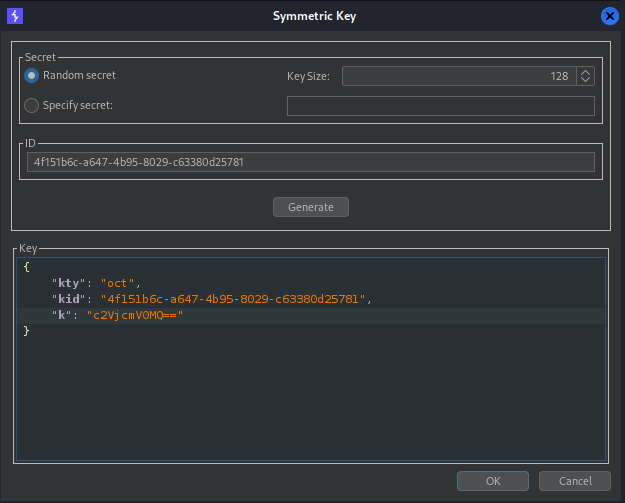 Symmetric Key
Secret
Random secret
Key Size:
128
Specify secret:
ID
4f151b6c-a647-4b95-8029-c63380d25781
Generate
Key
{
"kty": "oct",
"kid": "4f151b6c-a647-4b95-8029-c63380d25781",
"k": "c2VjcmV0MQ=="
}
OK
Cancel